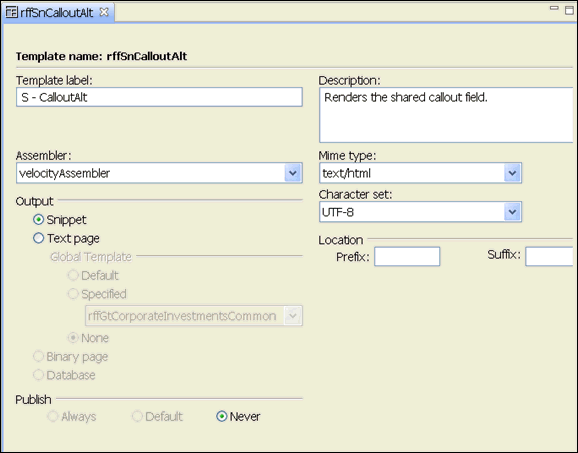 rffSnCalloutAlt
Template name: rffSnCalloutAlt
Template label:
S - CalloutAlt
Description:
Renders the shared callout field.
Assembler:
velocityAssembler
Mime type:
text/html
Character set:
UTF-8
Output
Snippet
Text page
Global Template
Default
Specified
rffGtCorporateInvestmentsCommon
None
Binary page
Database
Location
Prefix:
Suffix:
Publish
Always
Default
Never